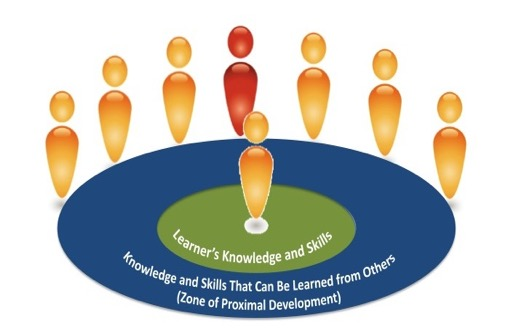 Learner's Knowledge and Skills
Knowledge and Skills That Can Be Learned from Others
(Zone of Proximal Development)